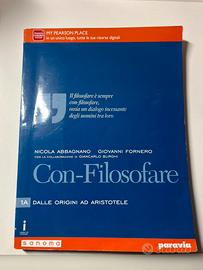 MY PEARSON PLACE
in un unico luogo, tutte le tue risorse digitali
Il filosofare è sempre
con-filosofare,
ossia un dialogo incessante
degli uomini tra loro
NICOLA ABBAGNANO GIOVANNI FORNERO
CON LA COLLABORAZIONE DI GIANCARLO BURGHI
Con-Filosofare
1A DALLE ORIGINI AD ARISTOTELE
sanoma
paravia